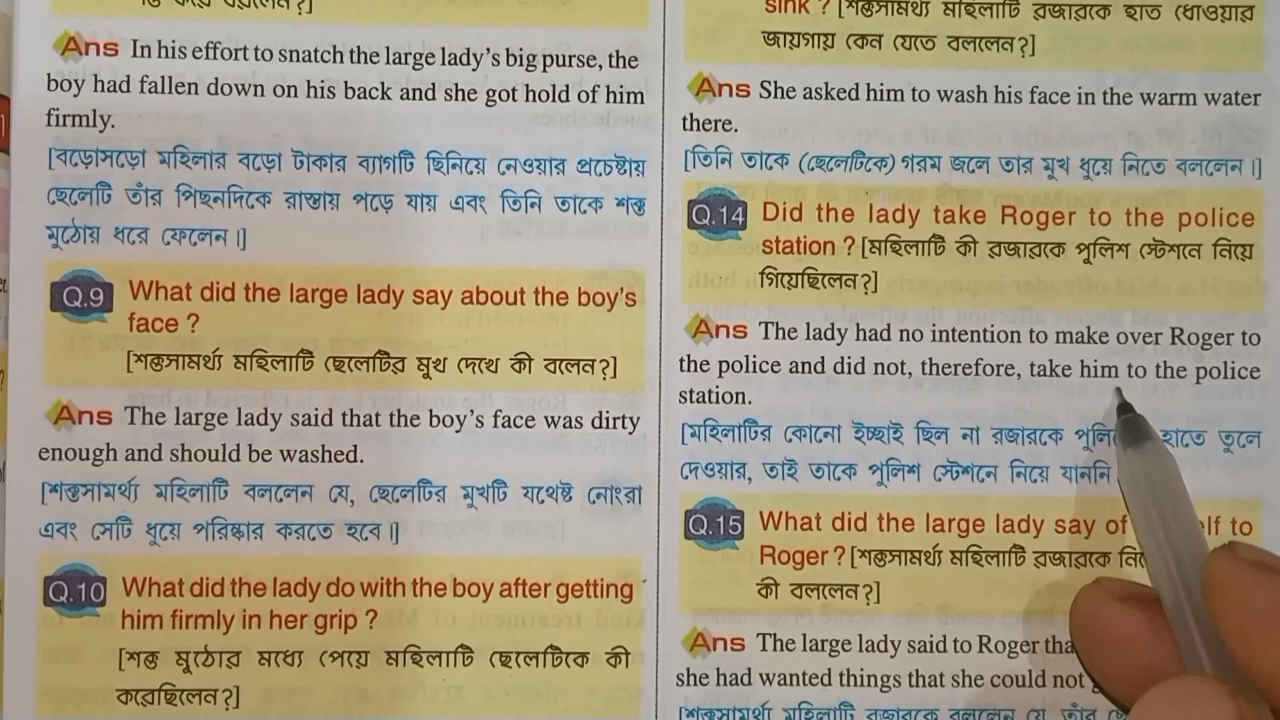 Ans In his effort to snatch the large lady's big purse, the
boy had fallen down on his back and she got hold of him
firmly.
[বড়োসড়ো মহিলার বড়ো টাকার ব্যাগটি ছিনিয়ে নেওয়ার প্রচেষ্টায়
ছেলেটি তাঁর পিছনদিকে রাস্তায় পড়ে যায় এবং তিনি তাকে শক্ত
মুঠোয় ধরে ফেলেন।]
Q.9 What did the large lady say about the boy's
face ?
[শক্তসামর্থ্য মহিলাটি ছেলেটির মুখ দেখে কী বলেন?]
Ans The large lady said that the boy's face was dirty
enough and should be washed.
[শক্তসামর্থ্য মহিলাটি বললেন যে, ছেলেটির মুখটি যথেষ্ট নোংরা
এবং সেটি ধুয়ে পরিষ্কার করতে হবে।]
Q.10 What did the lady do with the boy after getting
him firmly in her grip ?
[শক্ত মুঠোর মধ্যে পেয়ে মহিলাটি ছেলেটিকে কী
করেছিলেন?]
sink ? [শক্তসামর্থ্য মহিলাটি রজারকে হাত ধোওয়ার
জায়গায় কেন যেতে বললেন?]
Ans She asked him to wash his face in the warm water
there.
[তিনি তাকে (ছেলেটিকে) গরম জলে তার মুখ ধুয়ে নিতে বললেন।]
Q.14 Did the lady take Roger to the police
station ? [মহিলাটি কী রজারকে পুলিশ স্টেশনে নিয়ে
গিয়েছিলেন?]
Ans The lady had no intention to make over Roger to
the police and did not, therefore, take him to the police
station.
[মহিলাটির কোনো ইচ্ছাই ছিল না রজারকে হাতে তুলে
দেওয়ার, তাই তাকে পুলিশ স্টেশনে নিয়ে যাননি
Q.15 What did the large lady say of to
Roger ? [শক্তসামর্থ্য মহিলাটি রজারকে
কী বললেন?]
Ans The large lady said to Roger
she had wanted things that she could not